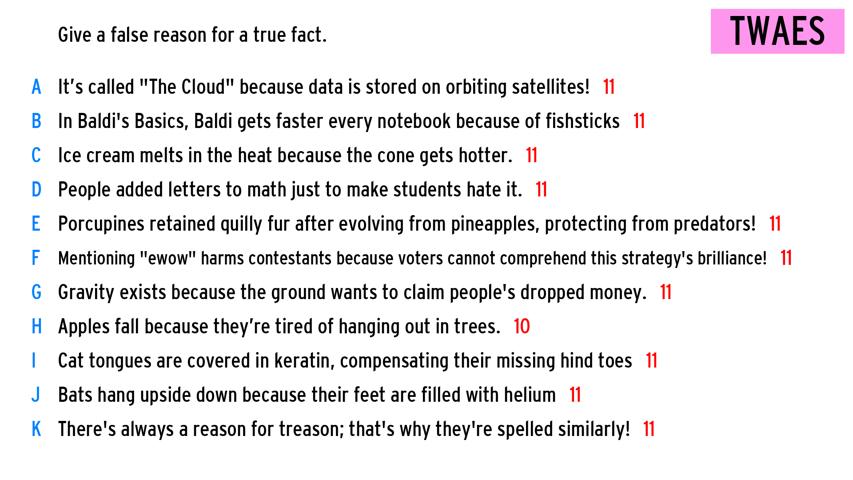 Give a false reason for a true fact.
TWAES
A It's called "The Cloud" because data is stored on orbiting satellites! 11
B In Baldi's Basics, Baldi gets faster every notebook because of fishsticks 11
C Ice cream melts in the heat because the cone gets hotter. 11
D People added letters to math just to make students hate it. 11
E Porcupines retained quilly fur after evolving from pineapples, protecting from predators! 11
F Mentioning "ewow" harms contestants because voters cannot comprehend this strategy's brilliance! 11
G Gravity exists because the ground wants to claim people's dropped money. 11
H Apples fall because they're tired of hanging out in trees. 10
I Cat tongues are covered in keratin, compensating their missing hind toes 11
J Bats hang upside down because their feet are filled with helium 11
K There's always a reason for treason; that's why they're spelled similarly! 11